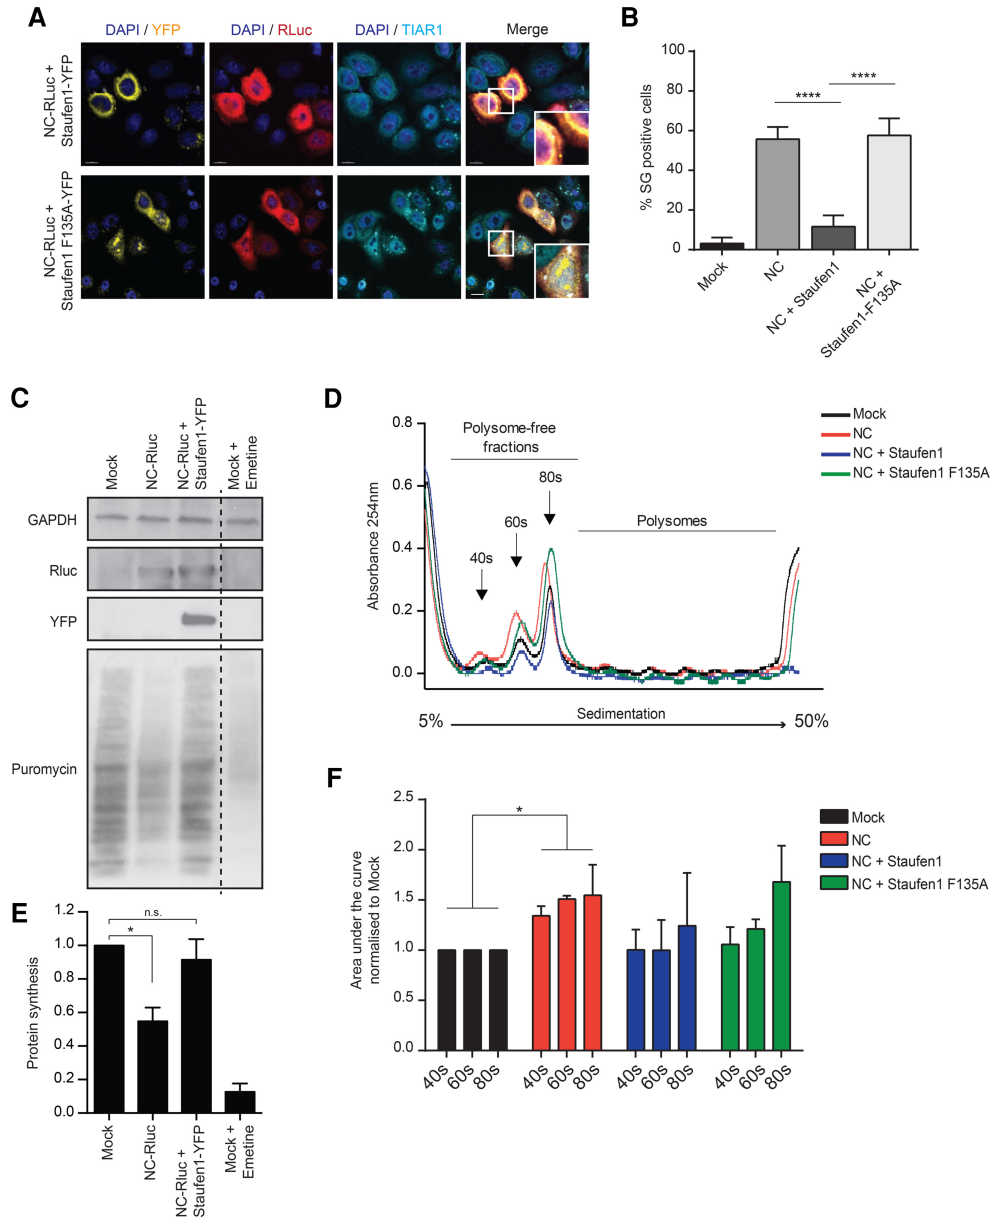 A
DAPI / YFP
DAPI / RLuc
DAPI / TIAR1
Merge
NC-RLuc +
Staufen1-YFP
NC-RLuc +
Staufen1 F135A-YFP
B
% SG positive cells
100
80
60
40
20
0
****
****
Mock
NC
NC + Staufen1
NC +
Staufen1-F135A
C
Mock
NC-Rluc
NC-Rluc +
Staufen1-YFP
Mock +
Emetine
GAPDH
Rluc
YFP
Puromycin
D
Absorbance 254nm
0.8
0.6
0.4
0.2
0.0
Polysome-free
fractions
40s
60s
80s
Polysomes
Mock
NC
NC + Staufen1
NC + Staufen1 F135A
5%
Sedimentation
50%
E
Protein synthesis
1.2
1.0
0.8
0.6
0.4
0.2
0.0
n.s.
*
Mock
NC-Rluc
NC-Rluc +
Staufen1-YFP
Mock +
Emetine
F
Area under the curve
normalised to Mock
2.5
2.0
1.5
1.0
0.5
0.0
*
40s
60s
80s
40s
60s
80s
40s
60s
80s
40s
60s
80s
Mock
NC
NC + Staufen1
NC + Staufen1 F135A